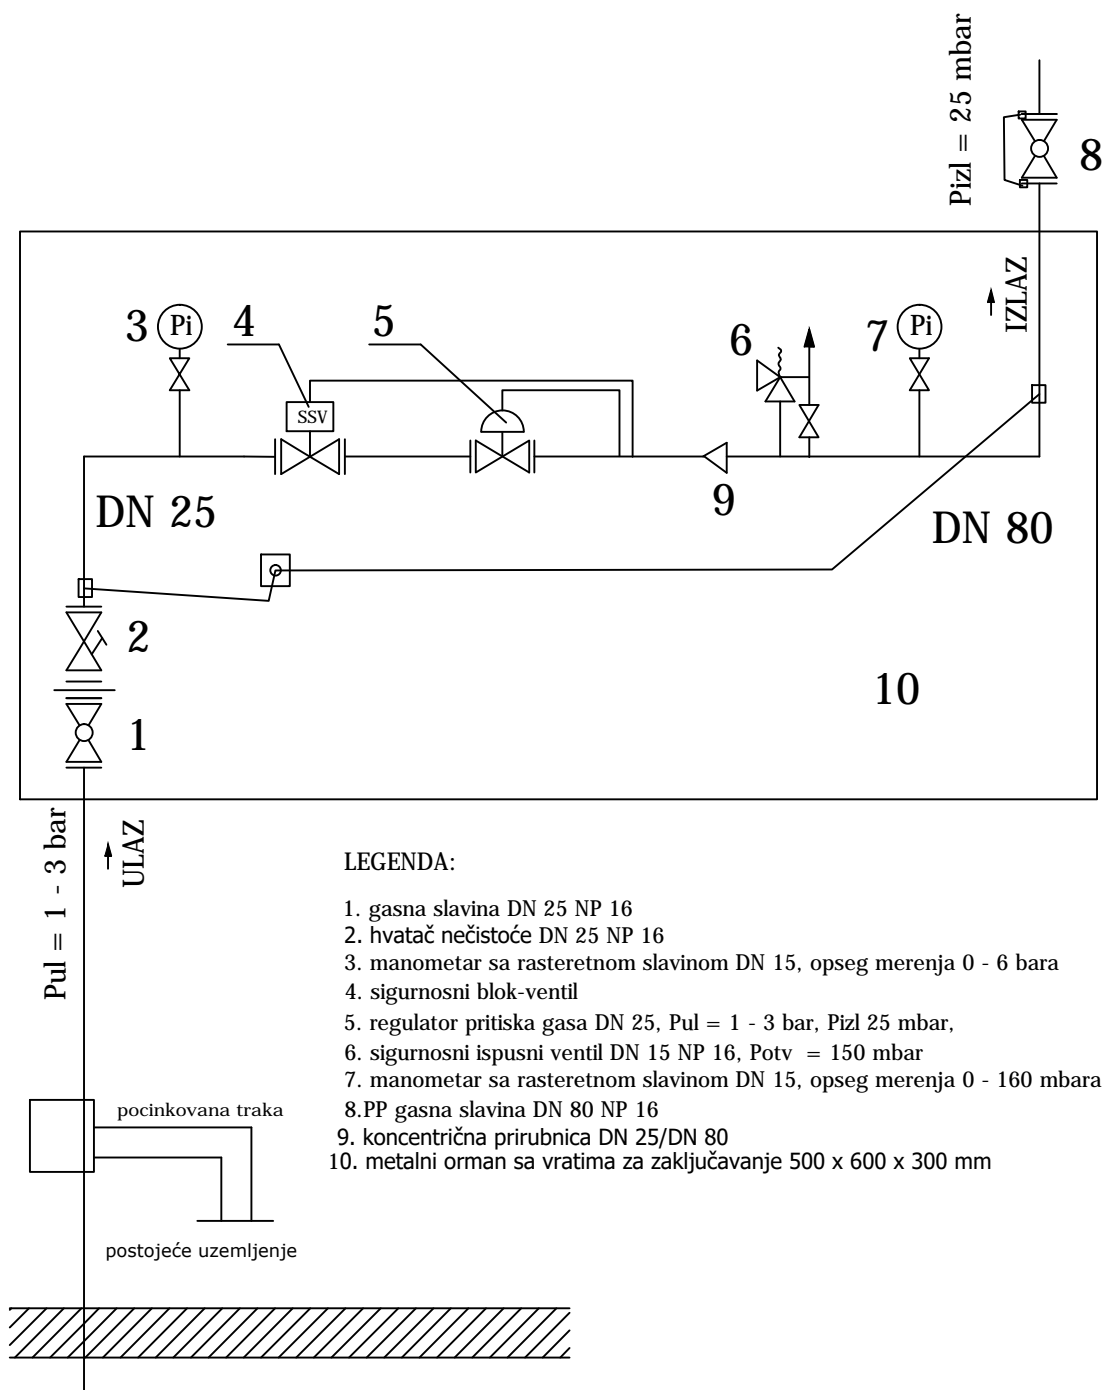 Pizl = 25 mbar
8
IZLAZ
3
Pi
4
5
6
7
Pi
SSV
9
DN 25
DN 80
2
10
1
Pul = 1 - 3 bar
ULAZ
LEGENDA:
1. gasna slavina DN 25 NP 16
2. hvatač nečistoće DN 25 NP 16
3. manometar sa rasteretnom slavinom DN 15, opseg merenja 0 - 6 bara
4. sigurnosni blok-ventil
5. regulator pritiska gasa DN 25, Pul = 1 - 3 bar, Pizl 25 mbar,
6. sigurnosni ispusni ventil DN 15 NP 16, Potv = 150 mbar
7. manometar sa rasteretnom slavinom DN 15, opseg merenja 0 - 160 mbara
8.PP gasna slavina DN 80 NP 16
9. koncentrična prirubnica DN 25/DN 80
10. metalni orman sa vratima za zaključavanje 500 x 600 x 300 mm
pocinkovana traka
postojeće uzemljenje